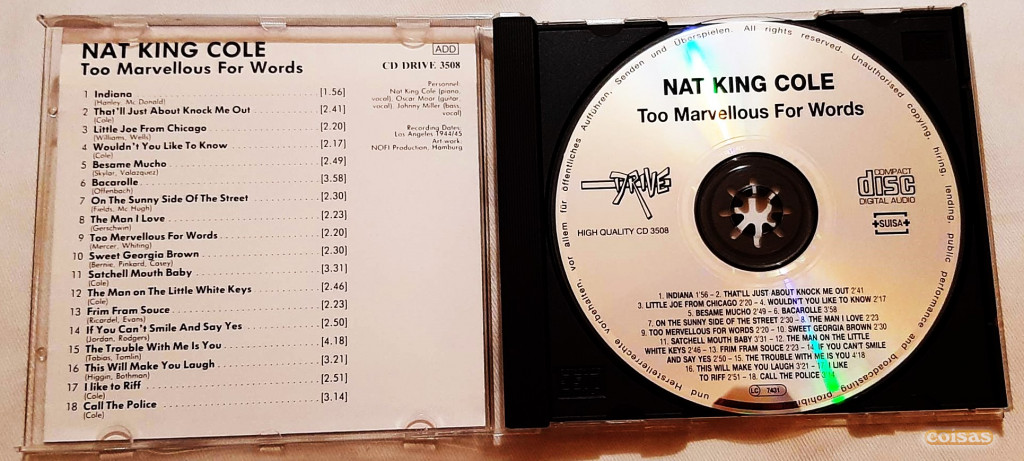 NAT KING COLE
Too Marvellous For Words
ADD
CD DRIVE 3508
1 Indiana [1.56]
(Hanley, Mc. Donald)
2 That'll Just About Knock Me Out [2.41]
(Cole)
3 Little Joe From Chicago [2.20]
(Williams, Wells)
4 Wouldn't You Like To Know [2.17]
(Cole)
5 Besame Mucho [2.49]
(Skylar, Valazquez)
6 Bacarolle [3.58]
(Offenbach)
7 On The Sunny Side Of The Street [2.30]
(Fields, Mc Hugh)
8 The Man I Love [2.23]
(Gerschwin)
9 Too Mervellous For Words [2.20]
(Mercer, Whiting)
10 Sweet Georgia Brown [2.30]
(Bernie, Pinkard, Casey)
11 Satchell Mouth Baby [3.31]
(Cole)
12 The Man on The Little White Keys [2.46]
(Cole)
13 Frim Fram Souce [2.23]
(Ricardel, Evans)
14 If You Can't Smile And Say Yes [2.50]
(Jordan, Rodgers)
15 The Trouble With Me Is You [4.18]
(Tobias, Tomlin)
16 This Will Make You Laugh [3.21]
(Higgin, Bothman)
17 I like to Riff [2.51]
(Cole)
18 Call The Police [3.14]
(Cole)
Personnel:
Nat King Cole (piano,
vocal), Oscar Moor (guitar,
vocal), Johnny Miller (bass,
vocal)
Recording Dates:
Los Angeles 1944/45
Art work:
NOFI Production, Hamburg
und Herstellerrechte vorbehalten, vor allem für öffentliches Aufführen, Senden und Überspielen. All rights reserved. Unauthorised copying, hiring, lending, public performance and broadcasting
NAT KING COLE
Too Marvellous For Words
DRIVE
COMPACT
disc
DIGITAL AUDIO
HIGH QUALITY CD 3508
SUISA
1. INDIANA 1'56 – 2. THAT'LL JUST ABOUT KNOCK ME OUT 2'41
3. LITTLE JOE FROM CHICAGO 2'20 – 4. WOULDN'T YOU LIKE TO KNOW 2'17
5. BESAME MUCHO 2'49 – 6. BACAROLLE 3'58
7. ON THE SUNNY SIDE OF THE STREET 2'30 – 8. THE MAN I LOVE 2'23
9. TOO MERVELLOUS FOR WORDS 2'20 – 10. SWEET GEORGIA BROWN 2'30
11. SATCHELL MOUTH BABY 3'31 – 12. THE MAN ON THE LITTLE
WHITE KEYS 2'46 – 13. FRIM FRAM SOUCE 2'23 – 14. IF YOU CAN'T SMILE
AND SAY YES 2'50 – 15. THE TROUBLE WITH ME IS YOU 4'18
16. THIS WILL MAKE YOU LAUGH 3'21 – 17. I LIKE
TO RIFF 2'51 – 18. CALL THE POLICE
LC 7431
coisas